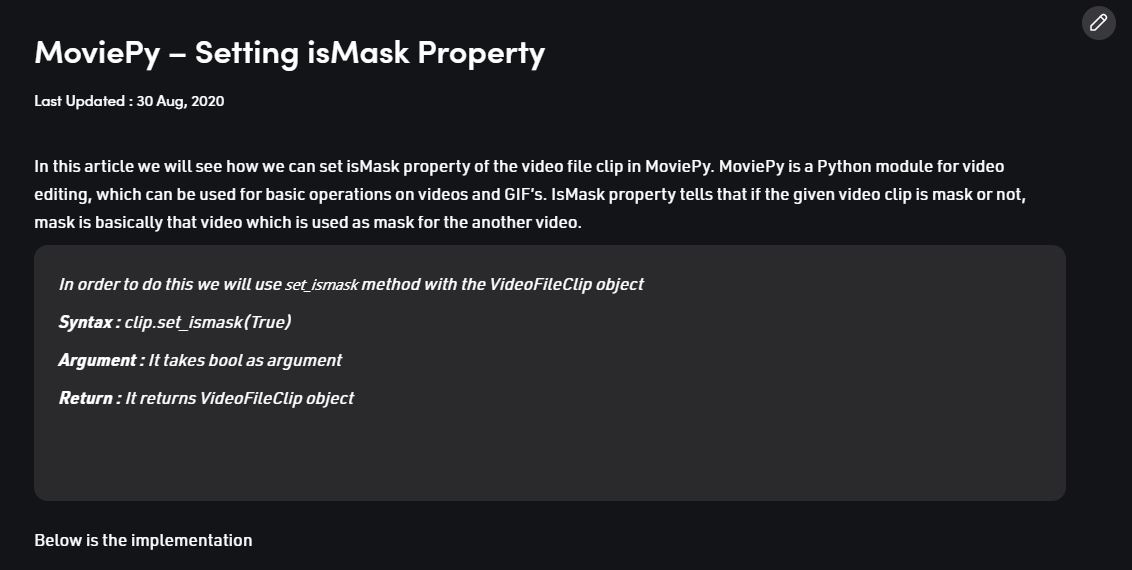 MoviePy – Setting isMask Property
Last Updated : 30 Aug, 2020
In this article we will see how we can set isMask property of the video file clip in MoviePy. MoviePy is a Python module for video
editing, which can be used for basic operations on videos and GIF’s. IsMask property tells that if the given video clip is mask or not,
mask is basically that video which is used as mask for the another video.
In order to do this we will use set_ismask method with the VideoFileClip object
Syntax : clip.set_ismask(True)
Argument : It takes bool as argument
Return : It returns VideoFileClip object
Below is the implementation